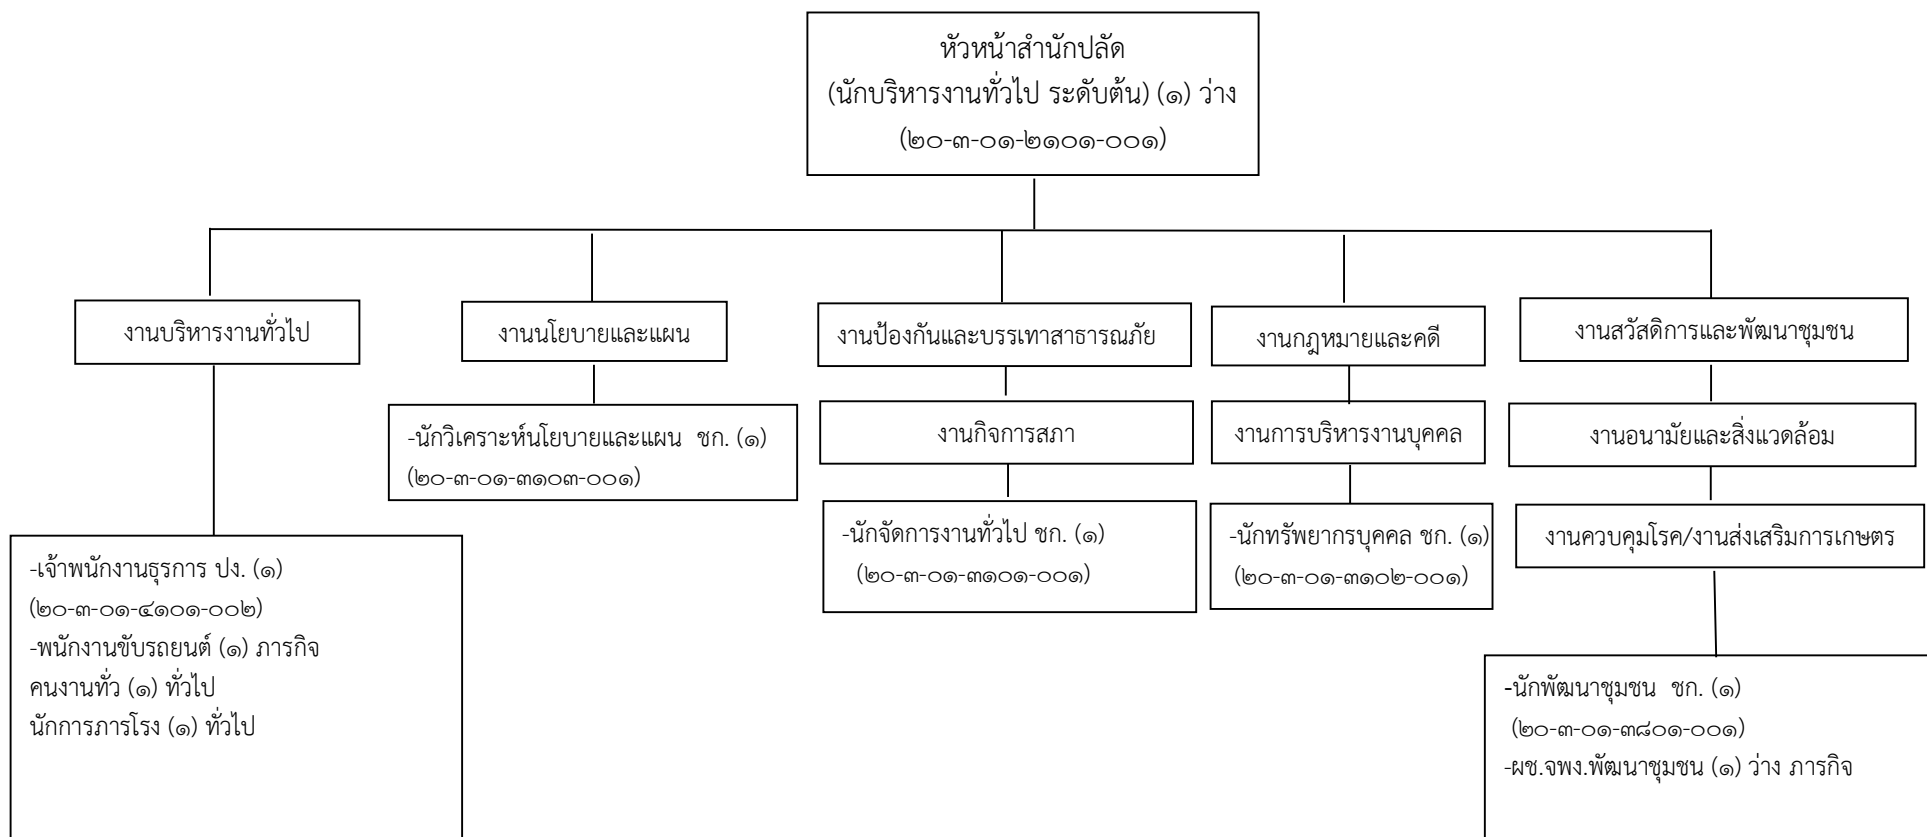 หัวหน้าสำนักปลัด
(นักบริหารงานทั่วไป ระดับต้น) (๑) ว่าง
(๒๐-๓-๐๑-๒๑๐๑-๐๐๑)
งานบริหารงานทั่วไป
งานนโยบายและแผน
งานป้องกันและบรรเทาสาธารณภัย
งานกฎหมายและคดี
งานสวัสดิการและพัฒนาชุมชน
-นักวิเคราะห์นโยบายและแผน ชก. (๑)
(๒๐-๓-๐๑-๓๑๐๓-๐๐๑)
งานกิจการสภา
งานการบริหารงานบุคคล
งานอนามัยและสิ่งแวดล้อม
-นักจัดการงานทั่วไป ชก. (๑)
(๒๐-๓-๐๑-๓๑๐๑-๐๐๑)
-นักทรัพยากรบุคคล ชก. (๑)
(๒๐-๓-๐๑-๓๑๐๒-๐๐๑)
งานควบคุมโรค/งานส่งเสริมการเกษตร
-เจ้าพนักงานธุรการ ปง. (๑)
(๒๐-๓-๐๑-๔๑๐๑-๐๐๒)
-พนักงานขับรถยนต์ (๑) ภารกิจ
คนงานทั่ว (๑) ทั่วไป
นักการภารโรง (๑) ทั่วไป
-นักพัฒนาชุมชน ชก. (๑)
(๒๐-๓-๐๑-๓๘๐๑-๐๐๑)
-ผช.จพง.พัฒนาชุมชน (๑) ว่าง ภารกิจ